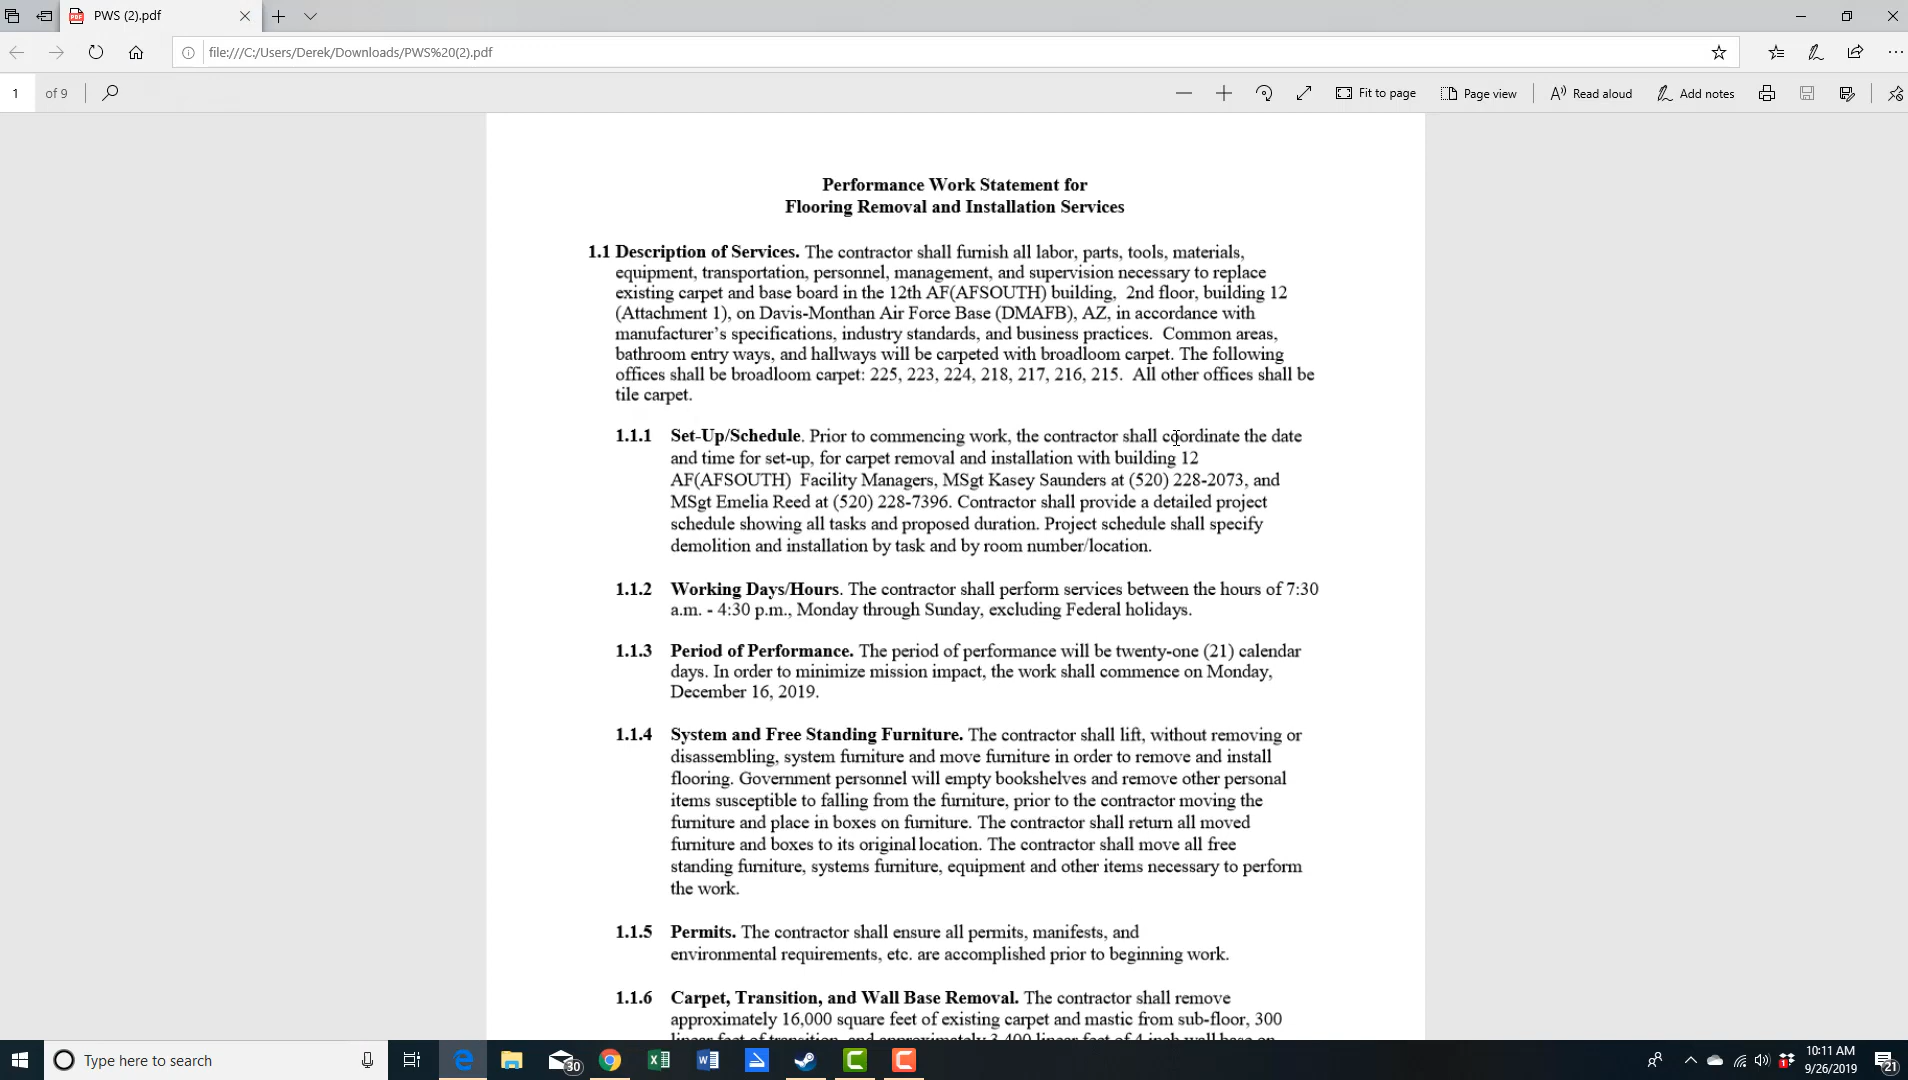 PWS (2).pdf
file:///C:/Users/Derek/Downloads/PWS%20(2).pdf
1 of 9
Fit to page
Page view
Read aloud
Add notes
Performance Work Statement for
Flooring Removal and Installation Services
1.1 Description of Services. The contractor shall furnish all labor, parts, tools, materials,
equipment, transportation, personnel, management, and supervision necessary to replace
existing carpet and base board in the 12th AF(AFSOUTH) building, 2nd floor, building 12
(Attachment 1), on Davis-Monthan Air Force Base (DMAFB), AZ, in accordance with
manufacturer's specifications, industry standards, and business practices. Common areas,
bathroom entry ways, and hallways will be carpeted with broadloom carpet. The following
offices shall be broadloom carpet: 225, 223, 224, 218, 217, 216, 215. All other offices shall be
tile carpet.
1.1.1 Set-Up/Schedule. Prior to commencing work, the contractor shall coordinate the date
and time for set-up, for carpet removal and installation with building 12
AF(AFSOUTH) Facility Managers, MSgt Kasey Saunders at (520) 228-2073, and
MSgt Emelia Reed at (520) 228-7396. Contractor shall provide a detailed project
schedule showing all tasks and proposed duration. Project schedule shall specify
demolition and installation by task and by room number/location.
1.1.2 Working Days/Hours. The contractor shall perform services between the hours of 7:30
a.m. - 4:30 p.m., Monday through Sunday, excluding Federal holidays.
1.1.3 Period of Performance. The period of performance will be twenty-one (21) calendar
days. In order to minimize mission impact, the work shall commence on Monday,
December 16, 2019.
1.1.4 System and Free Standing Furniture. The contractor shall lift, without removing or
disassembling, system furniture and move furniture in order to remove and install
flooring. Government personnel will empty bookshelves and remove other personal
items susceptible to falling from the furniture, prior to the contractor moving the
furniture and place in boxes on furniture. The contractor shall return all moved
furniture and boxes to its original location. The contractor shall move all free
standing furniture, systems furniture, equipment and other items necessary to perform
the work.
1.1.5 Permits. The contractor shall ensure all permits, manifests, and
environmental requirements, etc. are accomplished prior to beginning work.
1.1.6 Carpet, Transition, and Wall Base Removal. The contractor shall remove
approximately 16,000 square feet of existing carpet and mastic from sub-floor, 300
linear feet of transition, and approximately 3,400 linear feet of 4 inch wall base on
Type here to search
30
10:11 AM
9/26/2019
21